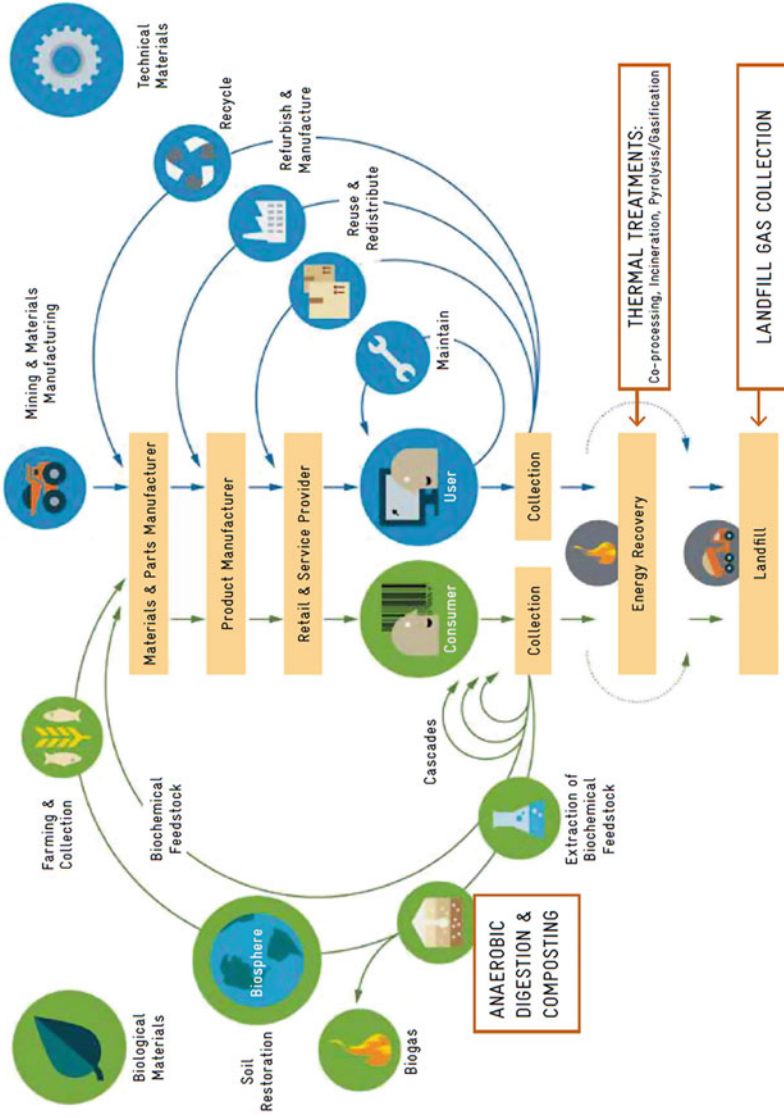 Biological
Materials
Technical
Materials
Farming &
Collection
Mining & Materials
Manufacturing
Recycle
Biochemical
Feedstock
Materials & Parts Manufacturer
Refurbish &
Manufacture
Product Manufacturer
Biosphere
Soil
Restoration
Reuse &
Redistribute
Retail & Service Provider
Maintain
Biogas
Consumer
User
Cascades
ANAEROBIC
DIGESTION &
COMPOSTING
Extraction of
Biochemical
Feedstock
Collection
Collection
Energy Recovery
THERMAL TREATMENTS:
Co-processing, Incineration, Pyrolysis/Gasification
Landfill
LANDFILL GAS COLLECTION